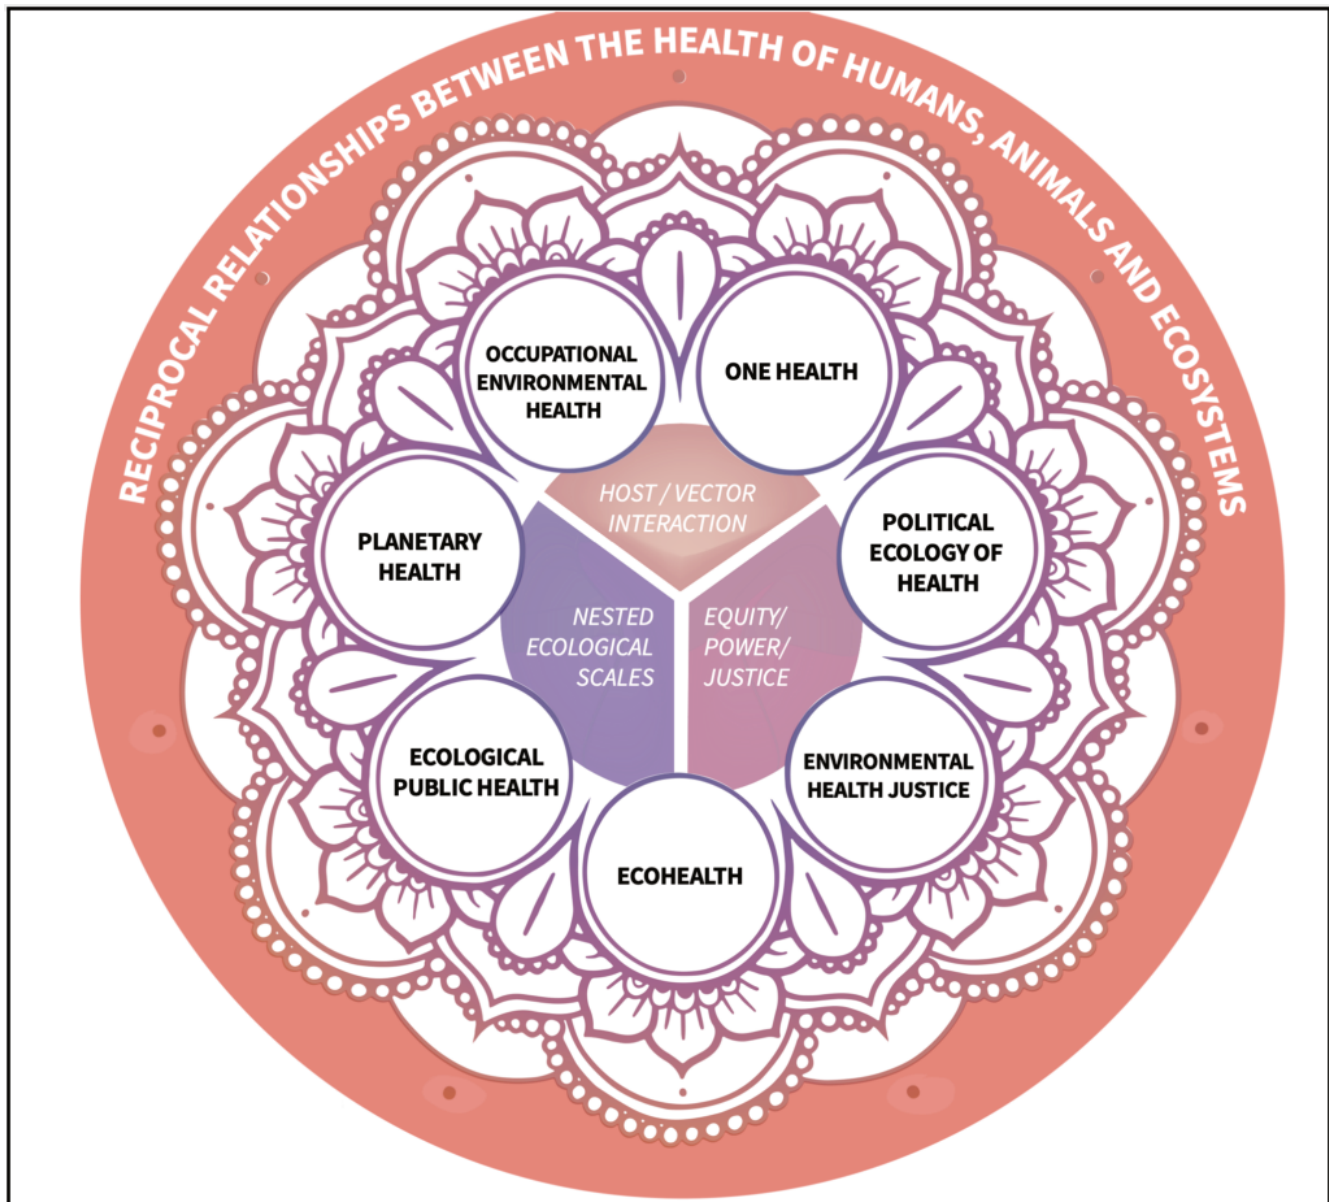 RECIPROCAL RELATIONSHIPS BETWEEN THE HEALTH OF HUMANS, ANIMALS AND ECOSYSTEMS
OCCUPATIONAL
ENVIRONMENTAL
HEALTH
ONE HEALTH
HOST / VECTOR
INTERACTION
PLANETARY
HEALTH
POLITICAL
ECOLOGY OF
HEALTH
NESTED
ECOLOGICAL
SCALES
EQUITY/
POWER/
JUSTICE
ECOLOGICAL
PUBLIC HEALTH
ENVIRONMENTAL
HEALTH JUSTICE
ECOHEALTH